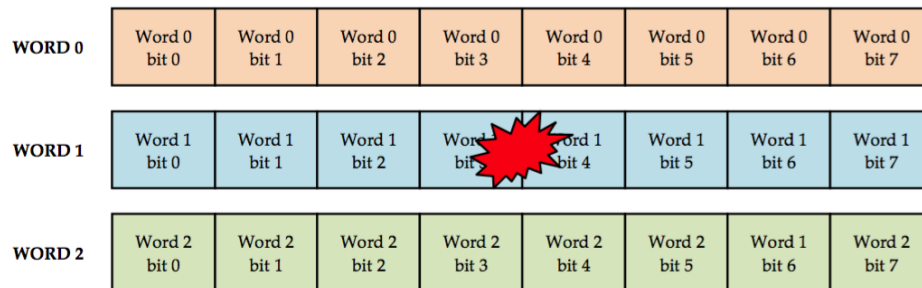 WORD 0
Word 0 Word 0 Word 0 Word 0 Word 0 Word 0 Word 0 Word 0
bit 0 bit 1 bit 2 bit 3 bit 4 bit 5 bit 6 bit 7
WORD 1
Word 1 Word 1 Word 1 Word 1 Word 1 Word 1
bit 0 bit 1 bit 2 bit 4 bit 5 bit 6 bit 7
WORD 2
Word 2 Word 2 Word 2 Word 2 Word 2 Word 2 Word 1 Word 2
bit 0 bit 1 bit 2 bit 3 bit 4 bit 5 bit 6 bit 7